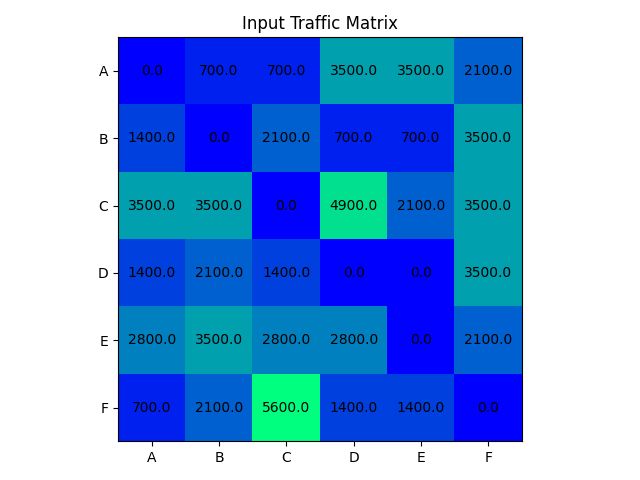 Input Traffic Matrix
A 0.0 700.0 700.0 3500.0 3500.0 2100.0
B 1400.0 0.0 2100.0 700.0 700.0 3500.0
C 3500.0 3500.0 0.0 4900.0 2100.0 3500.0
D 1400.0 2100.0 1400.0 0.0 0.0 3500.0
E 2800.0 3500.0 2800.0 2800.0 0.0 2100.0
F 700.0 2100.0 5600.0 1400.0 1400.0 0.0
A B C D E F